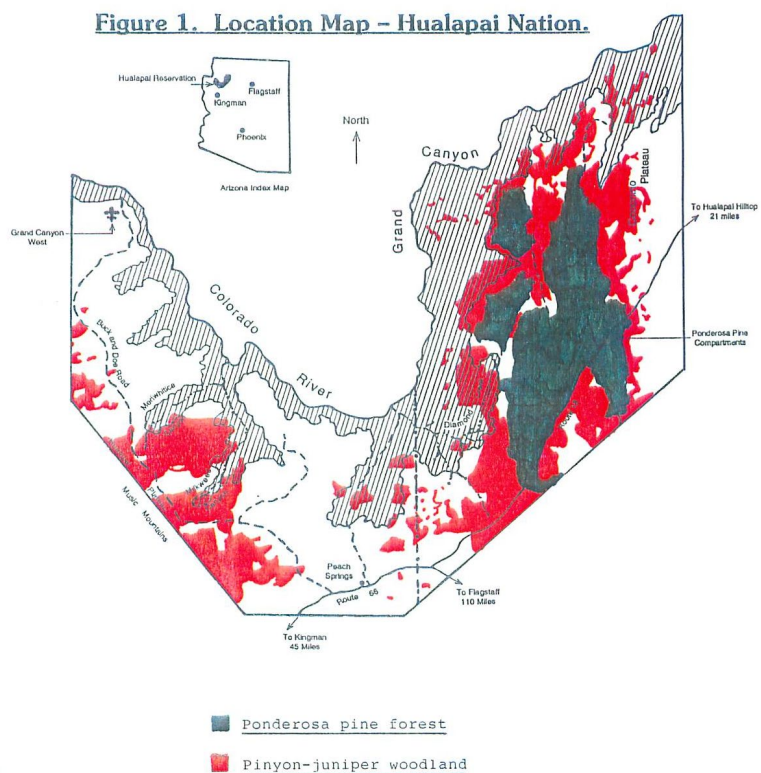 Figure 1. Location Map – Hualapai Nation.
Hualapai Reservation
Flagstaff
Kingman
Phoenix
Arizona Index Map
North
Canyon
Grand
Plateau
To Hualapai Hilltop
21 miles
Grand Canyon
West
Colorado
River
Buck and Doe Road
Ponderosa Pine
Compartments
Meriwhitica
Diamond
Music Mountains
Peach
Springs
Route 66
To Flagstaff
110 Miles
To Kingman
45 Miles
Ponderosa pine forest
Pinyon-juniper woodland